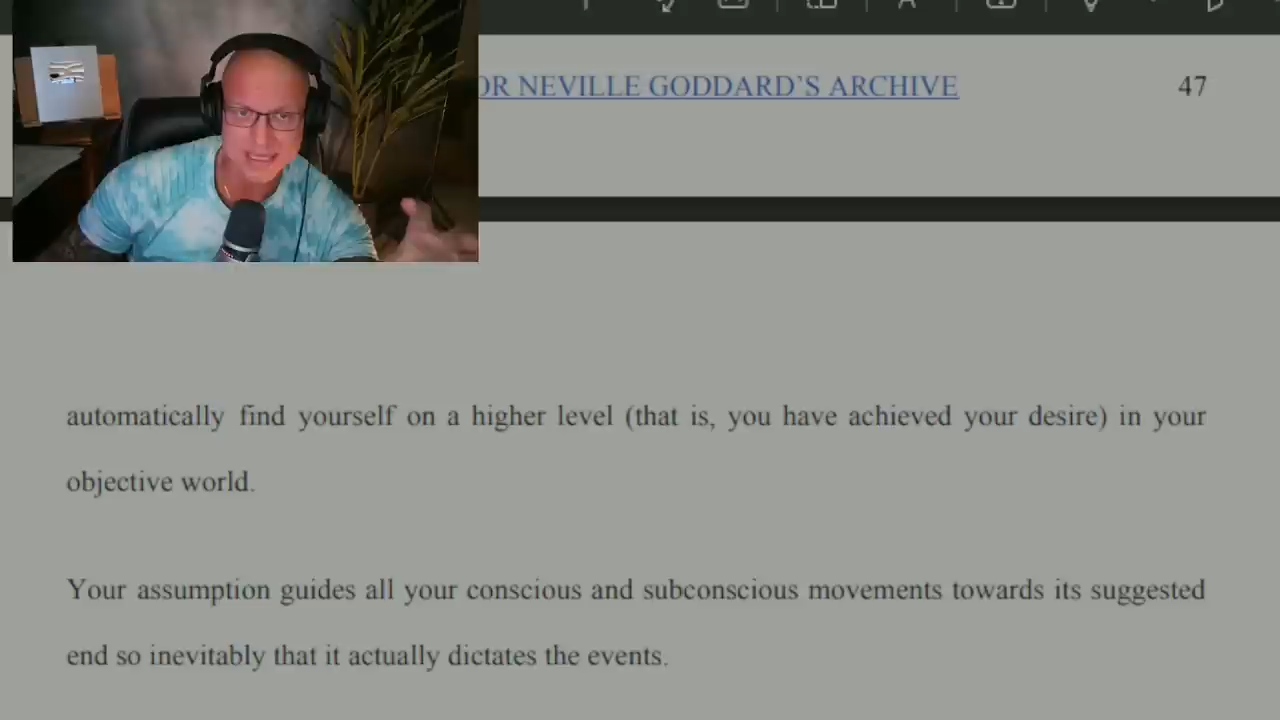 OR NEVILLE GODDARD'S ARCHIVE 47
automatically find yourself on a higher level (that is, you have achieved your desire) in your
objective world.
Your assumption guides all your conscious and subconscious movements towards its suggested
end so inevitably that it actually dictates the events.